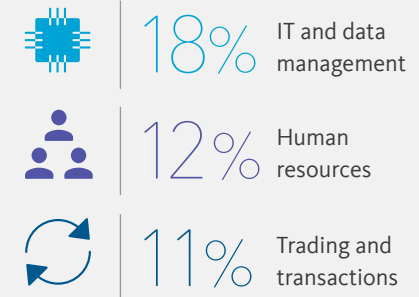 18% IT and data
management
12% Human
resources
11% Trading and
transactions